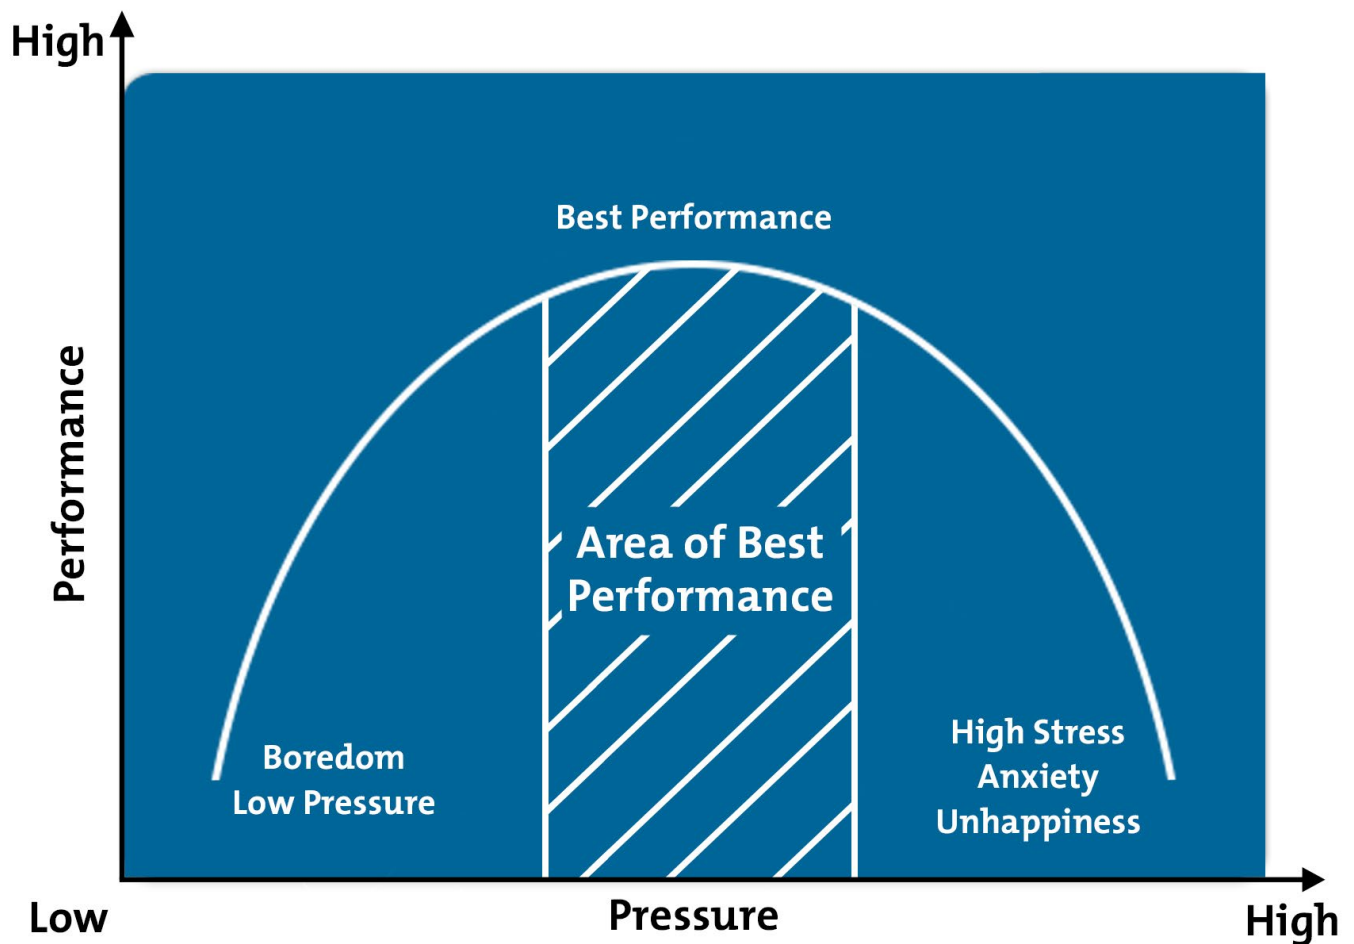 High
Best Performance
Performance
Area of Best
Performance
Boredom
Low Pressure
High Stress
Anxiety
Unhappiness
Low
Pressure
High